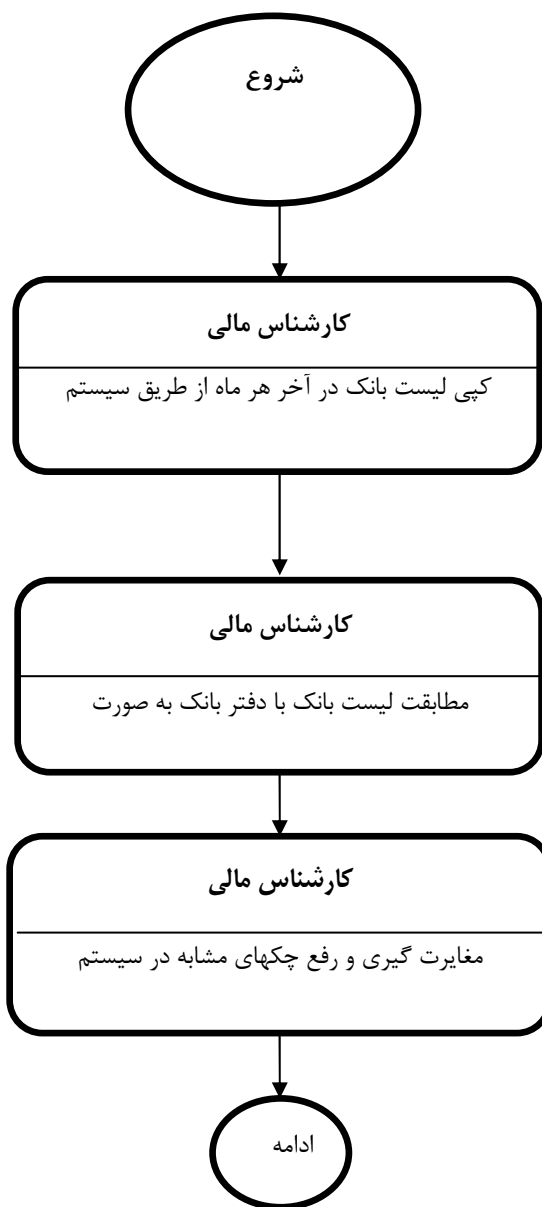 شروع
کارشناس مالی
کپی لیست بانک در آخر هر ماه از طریق سیستم
کارشناس مالی
مطابقت لیست بانک با دفتر بانک به صورت
کارشناس مالی
مغایرت گیری و رفع چکهای مشابه در سیستم
ادامه